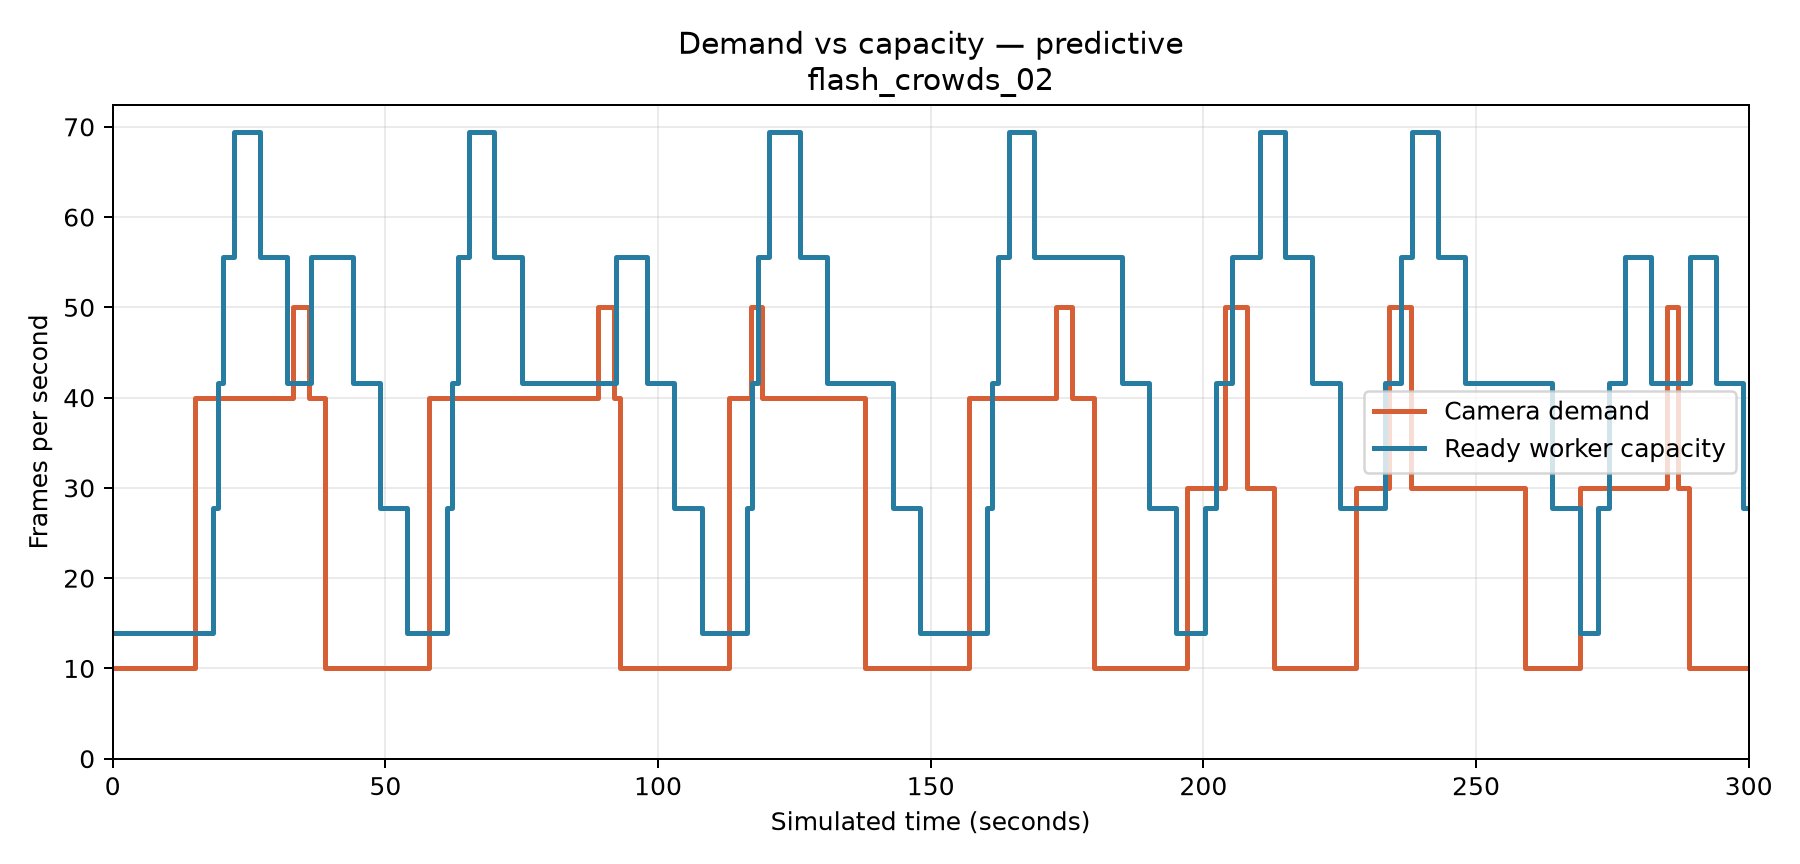 Demand vs capacity — predictive
flash_crowds_02
70
60
50
40
30
20
10
0
Frames per second
Camera demand
Ready worker capacity
0 50 100 150 200 250 300
Simulated time (seconds)